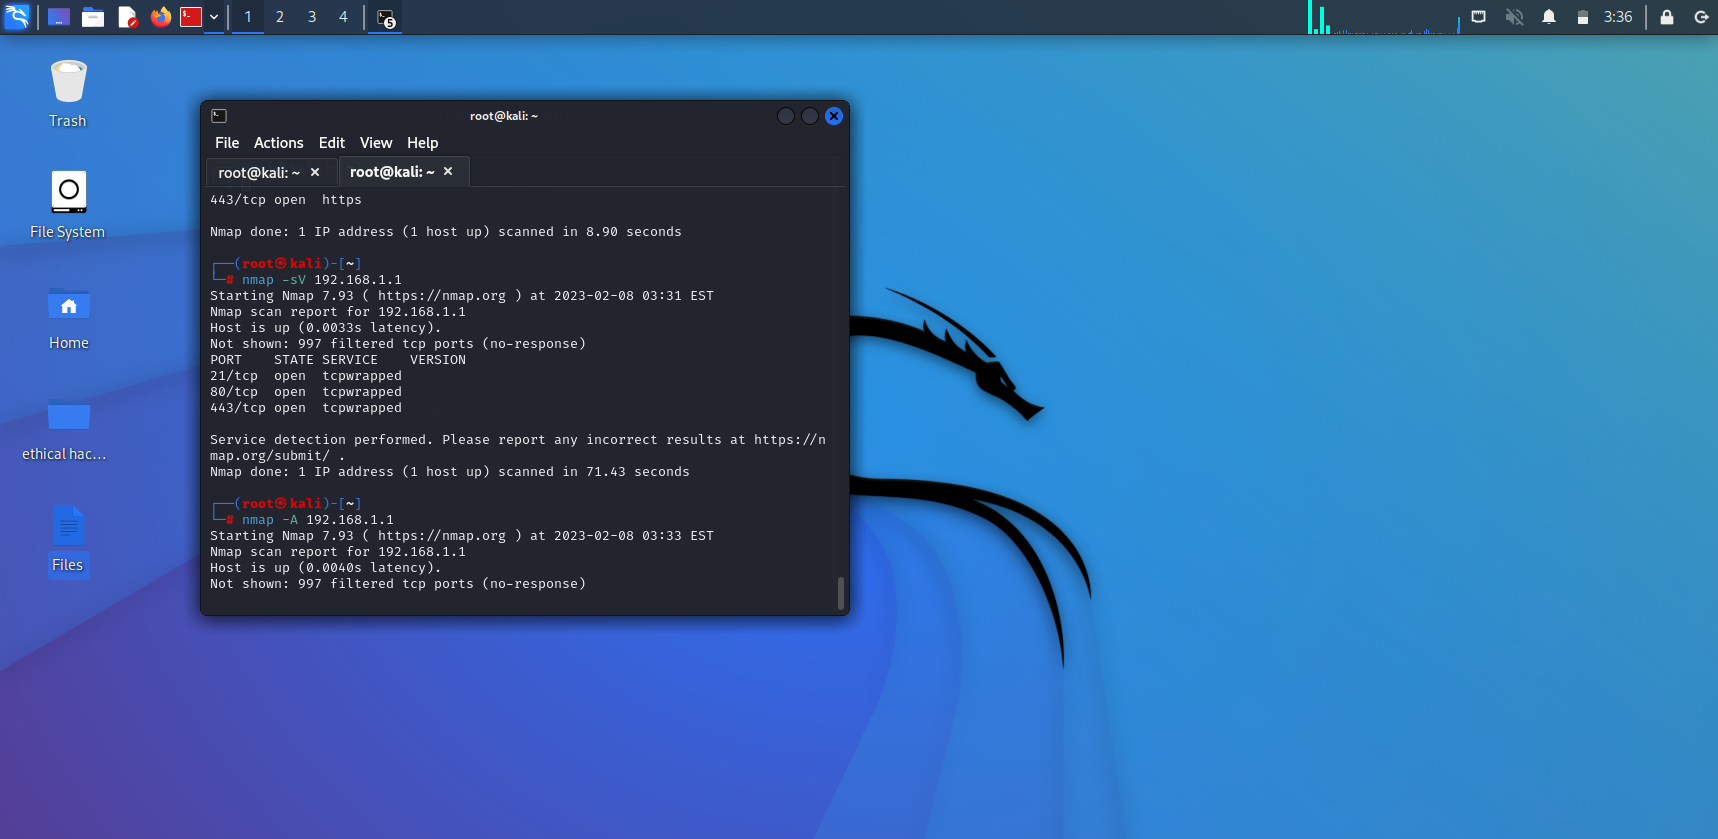 1 2 3 4 5 3:36
Trash
File System
Home
ethical hac...
Files
root@kali: ~
File Actions Edit View Help
root@kali: ~ × root@kali: ~ ×
443/tcp open  https
Nmap done: 1 IP address (1 host up) scanned in 8.90 seconds
┌──(root㉿kali)-[~]
└─# nmap -sV 192.168.1.1
Starting Nmap 7.93 ( https://nmap.org ) at 2023-02-08 03:31 EST
Nmap scan report for 192.168.1.1
Host is up (0.0033s latency).
Not shown: 997 filtered tcp ports (no-response)
PORT    STATE SERVICE    VERSION
21/tcp  open  tcpwrapped
80/tcp  open  tcpwrapped
443/tcp open  tcpwrapped
Service detection performed. Please report any incorrect results at https://n
map.org/submit/ .
Nmap done: 1 IP address (1 host up) scanned in 71.43 seconds
┌──(root㉿kali)-[~]
└─# nmap -A 192.168.1.1
Starting Nmap 7.93 ( https://nmap.org ) at 2023-02-08 03:33 EST
Nmap scan report for 192.168.1.1
Host is up (0.0040s latency).
Not shown: 997 filtered tcp ports (no-response)